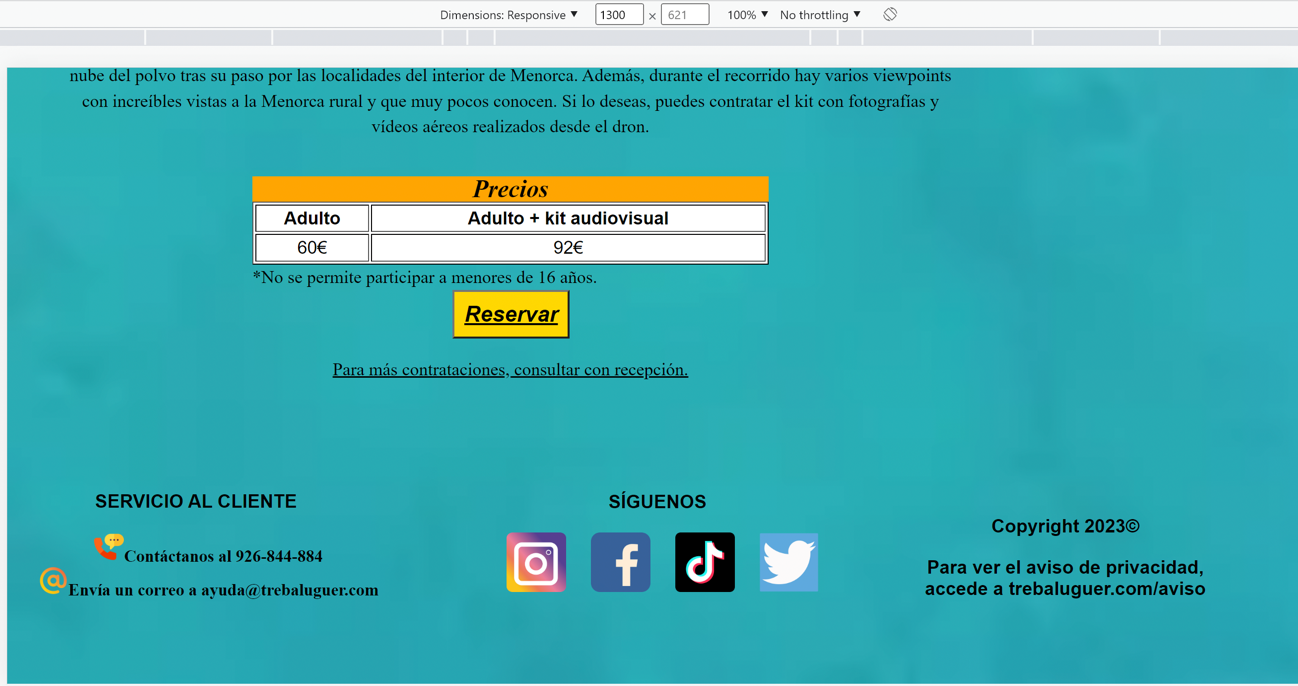 Dimensions: Responsive ▼ 1300 × 621 100% ▼ No throttling ▼
nube del polvo tras su paso por las localidades del interior de Menorca. Además, durante el recorrido hay varios viewpoints
con increíbles vistas a la Menorca rural y que muy pocos conocen. Si lo deseas, puedes contratar el kit con fotografías y
vídeos aéreos realizados desde el dron.
Precios
Adulto Adulto + kit audiovisual
60€ 92€
*No se permite participar a menores de 16 años.
Reservar
Para más contrataciones, consultar con recepción.
SERVICIO AL CLIENTE
Contáctanos al 926-844-884
Envía un correo a ayuda@trebaluguer.com
SÍGUENOS
Copyright 2023©
Para ver el aviso de privacidad,
accede a trebaluguer.com/aviso